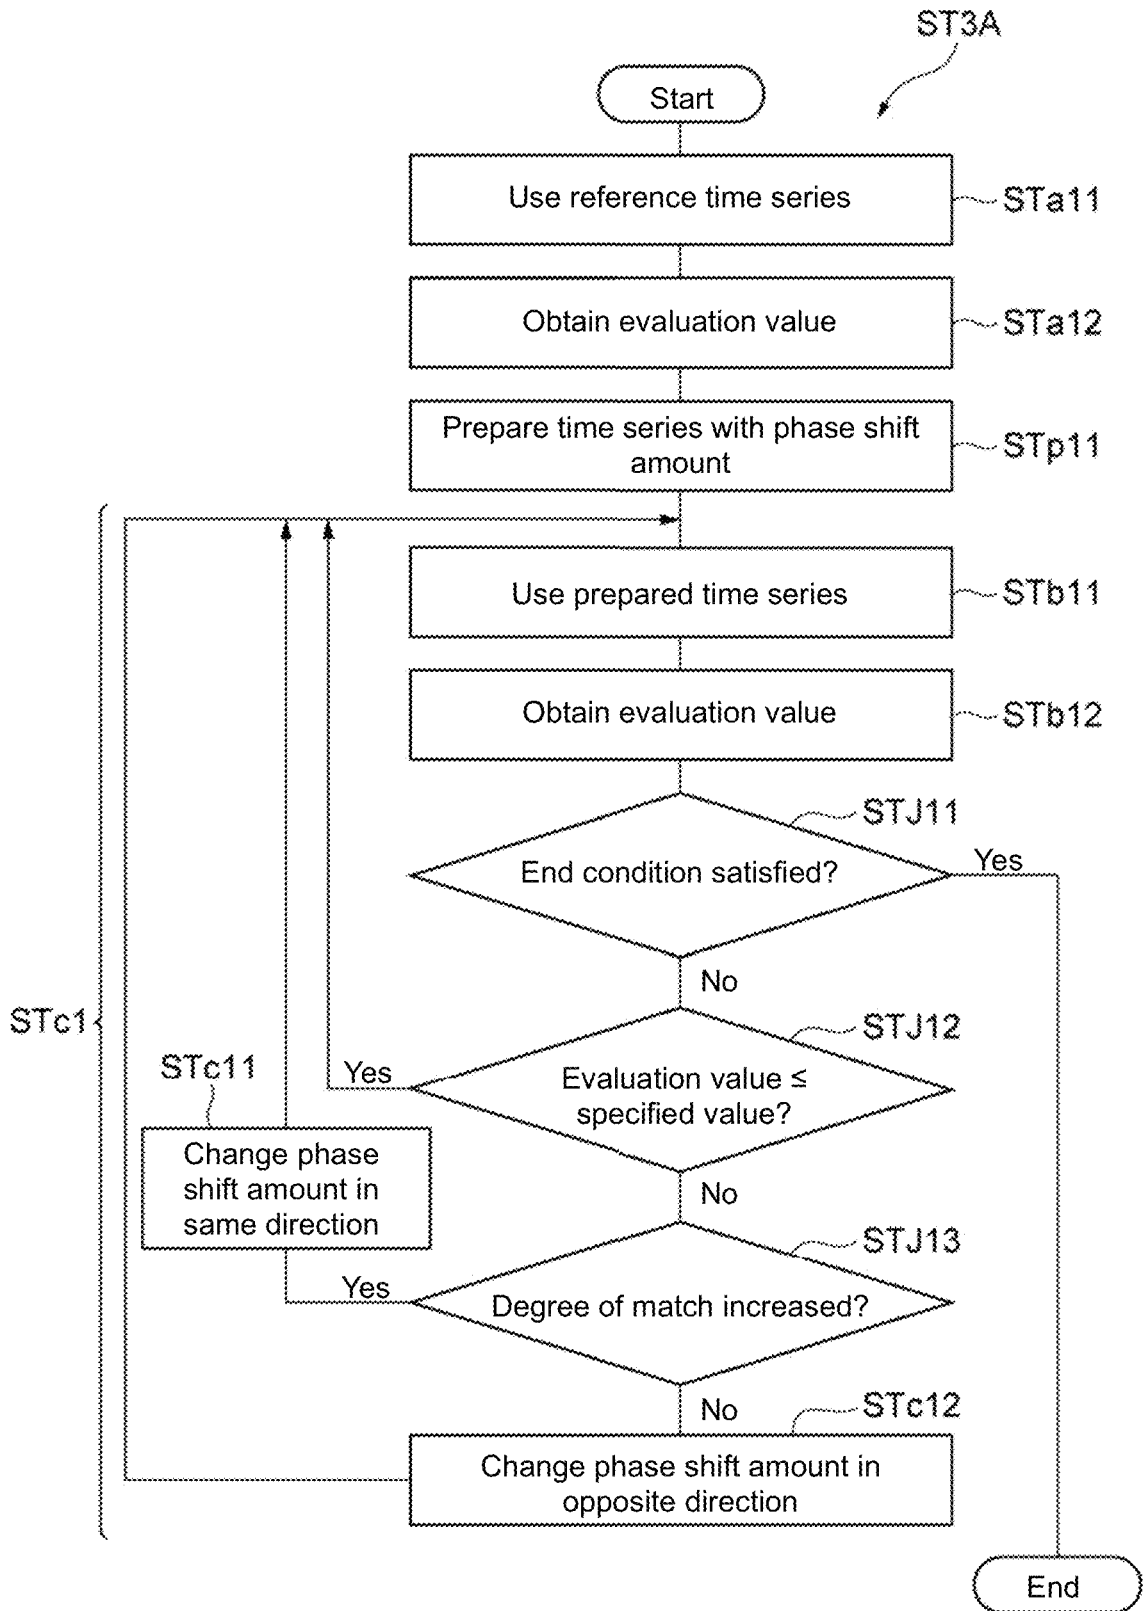 ST3A
Start
Use reference time series
STa11
Obtain evaluation value
STa12
Prepare time series with phase shift
amount
STp11
Use prepared time series
STb11
Obtain evaluation value
STb12
STJ11
End condition satisfied?
Yes
No
STc1
STJ12
Evaluation value ≤
specified value?
Yes
No
STc11
Change phase
shift amount in
same direction
STJ13
Degree of match increased?
Yes
No
STc12
Change phase shift amount in
opposite direction
End